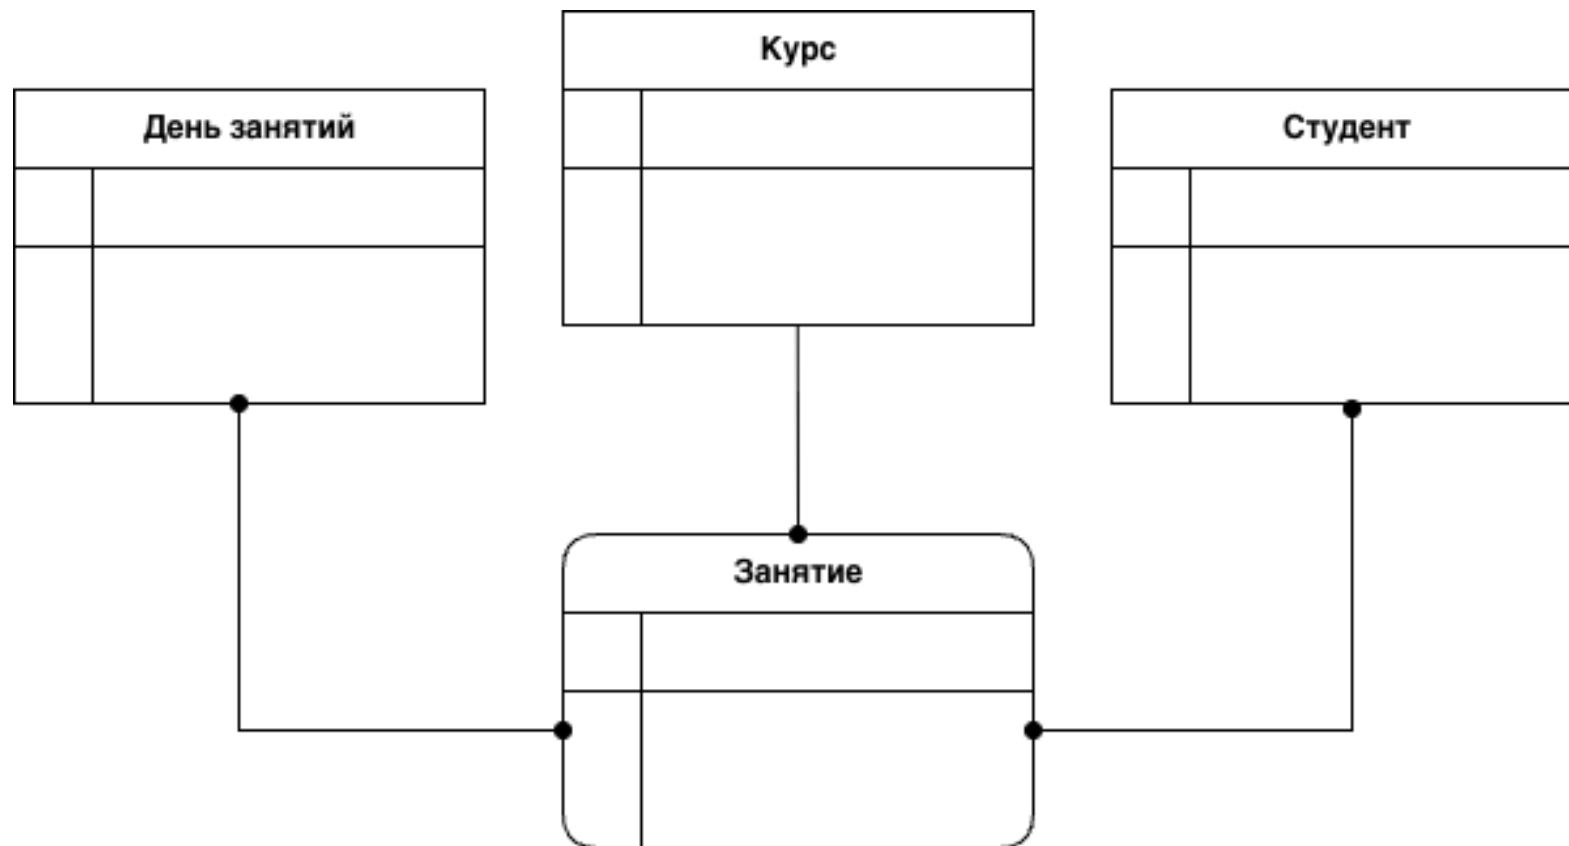 Курс
День занятий
Студент
Занятие